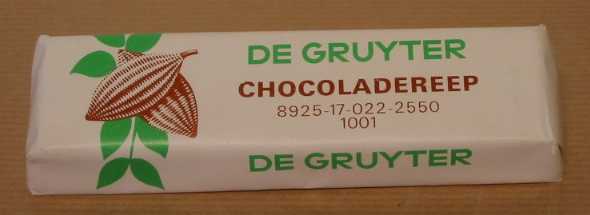 DE GRUYTER
CHOCOLADEREEP
8925-17-022-2550
1001
DE GRUYTER